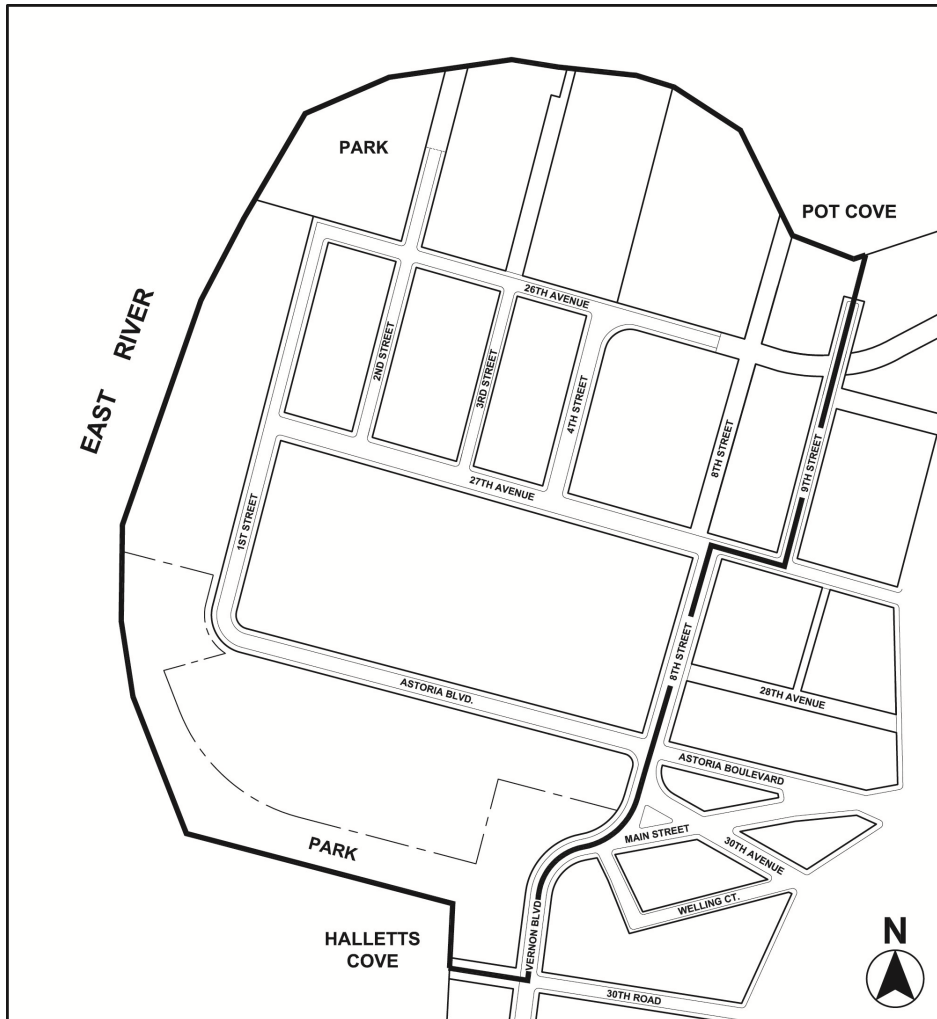 PARK
POT COVE
26TH AVENUE
EAST RIVER
2ND STREET
3RD STREET
4TH STREET
8TH STREET
9TH STREET
27TH AVENUE
1ST STREET
8TH STREET
ASTORIA BLVD.
28TH AVENUE
ASTORIA BOULEVARD
MAIN STREET
30TH AVENUE
PARK
WELLING CT.
VERNON BLVD
HALLETTS
COVE
N
30TH ROAD